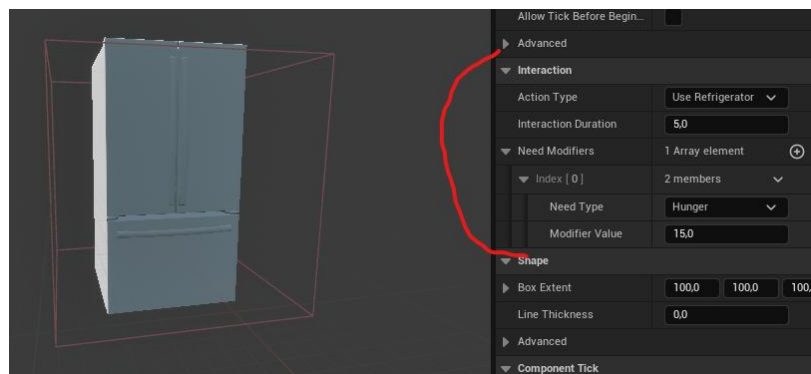 Allow Tick Before Begin...
Advanced
Interaction
Action Type Use Refrigerator
Interaction Duration 5,0
Need Modifiers 1 Array element
Index [ 0 ] 2 members
Need Type Hunger
Modifier Value 15,0
Shape
Box Extent 100,0 100,0 100,
Line Thickness 0,0
Advanced
Component Tick